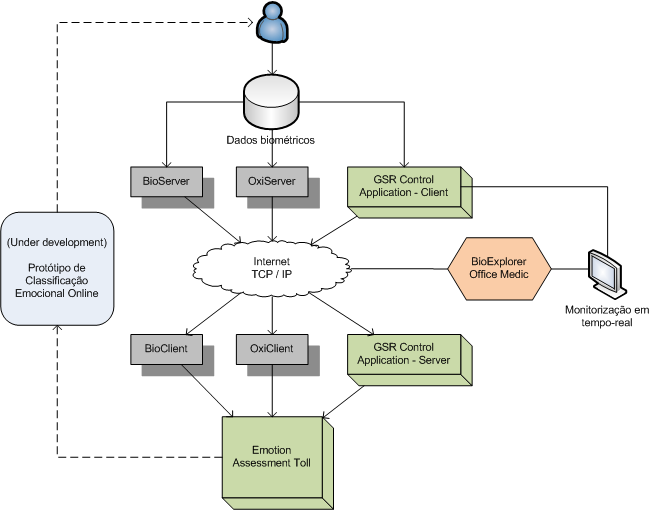 Dados biométricos
BioServer
OxiServer
GSR Control
Application - Client
(Under development)
Protótipo de
Classificação
Emocional Online
Internet
TCP / IP
BioExplorer
Office Medic
Monitorização em
tempo-real
BioClient
OxiClient
GSR Control
Application - Server
Emotion
Assessment Toll